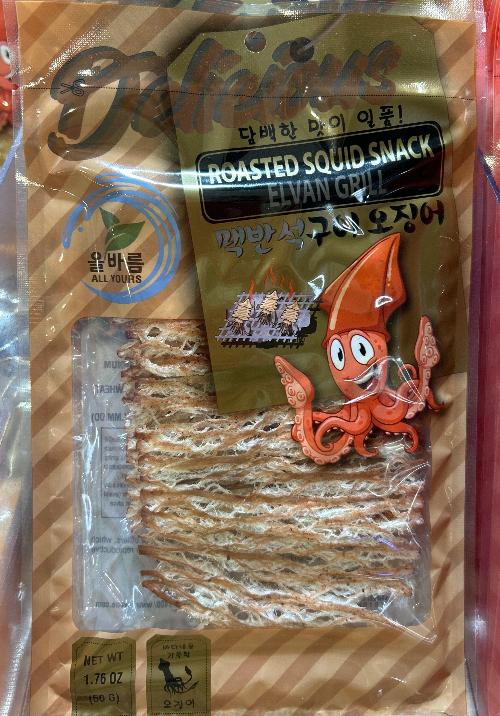 Delicious
담백한 맛이 일품!
ROASTED SQUID SNACK
ELVAN GRILL
맥반석구이 오징어
올바름
ALL YOURS
NET WT
1.76 OZ
(50 G)
오징어